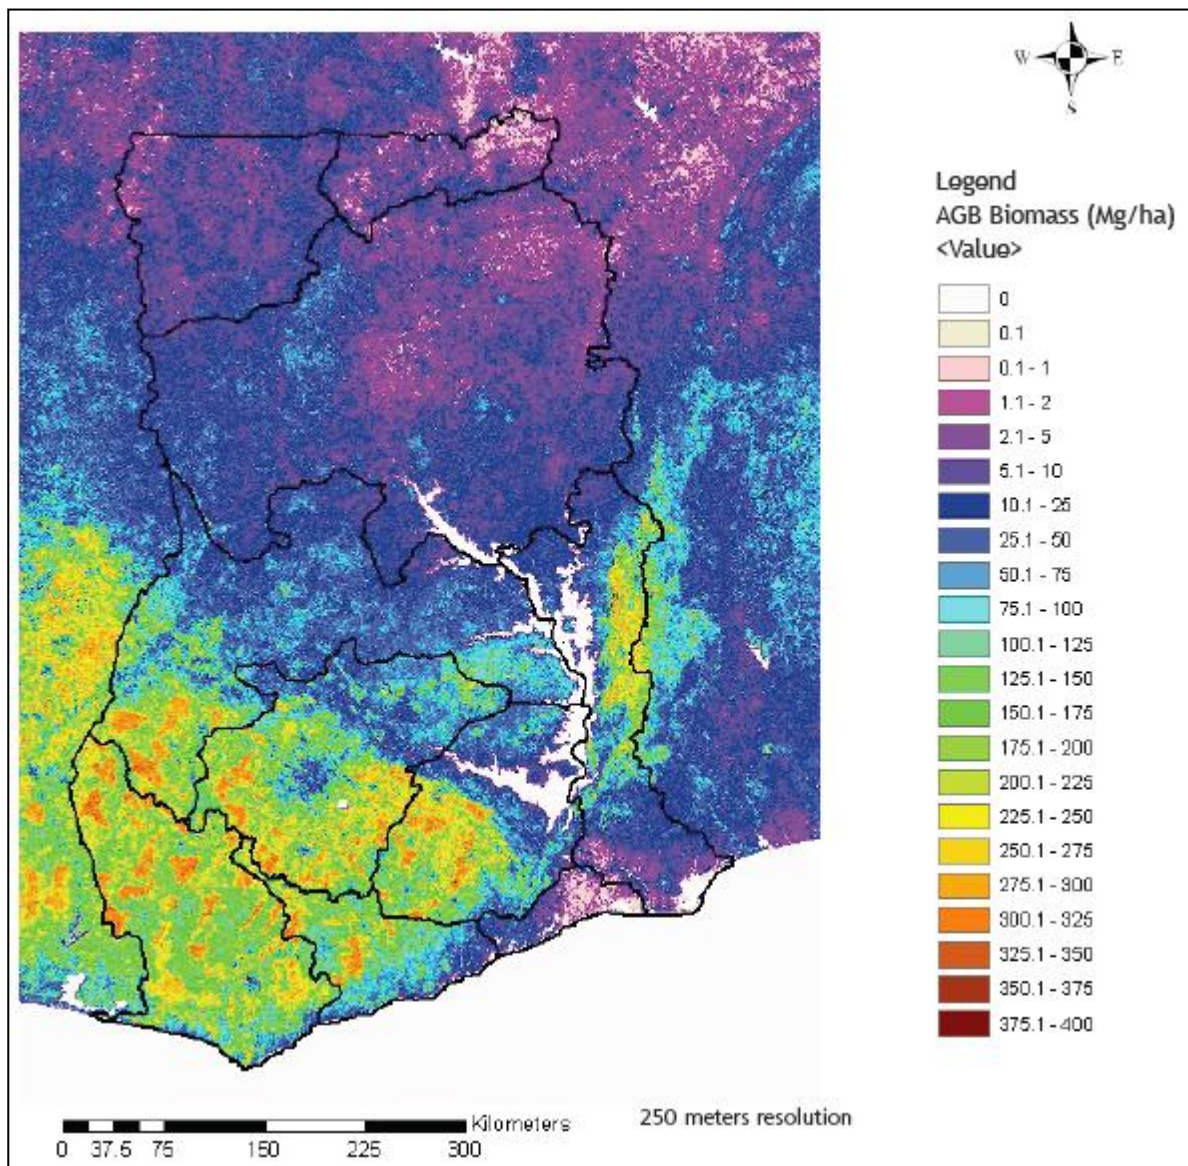 W E
S
Legend
AGB Biomass (Mg/ha)
<Value>
0
0.1
0.1 - 1
1.1 - 2
2.1 - 5
5.1 - 10
10.1 - 25
25.1 - 50
50.1 - 75
75.1 - 100
100.1 - 125
125.1 - 150
150.1 - 175
175.1 - 200
200.1 - 225
225.1 - 250
250.1 - 275
275.1 - 300
300.1 - 325
325.1 - 350
350.1 - 375
375.1 - 400
Kilometers
0 37.5 75 150 225 300
250 meters resolution